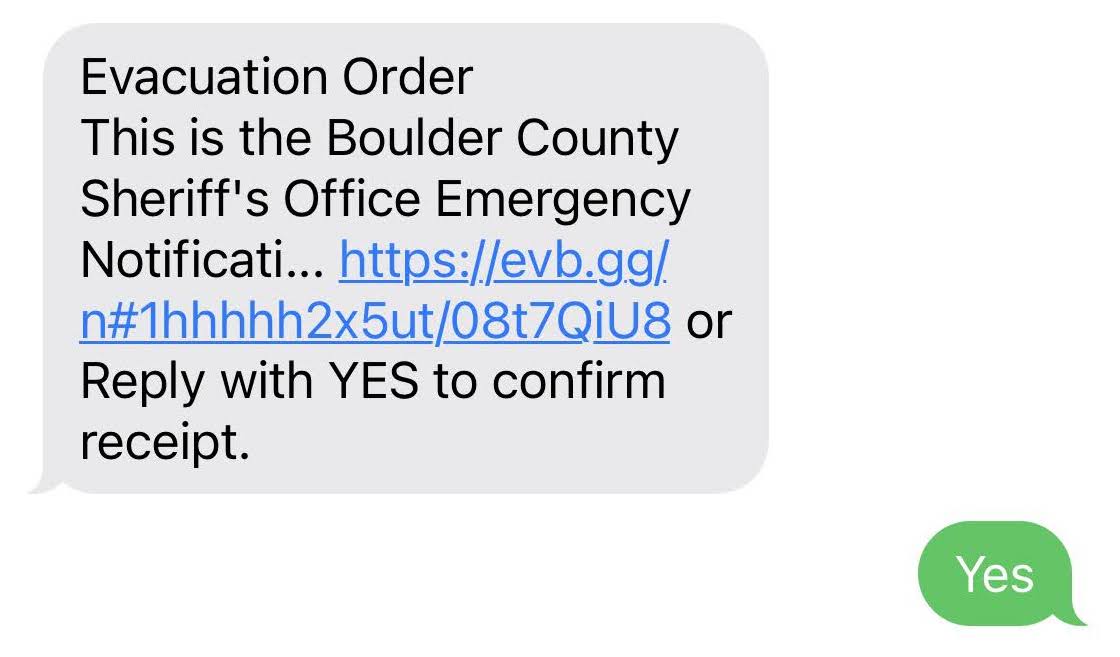 Evacuation Order
This is the Boulder County
Sheriff's Office Emergency
Notificati... https://evb.gg/
n#1hhhhh2x5ut/08t7QiU8 or
Reply with YES to confirm
receipt.
Yes